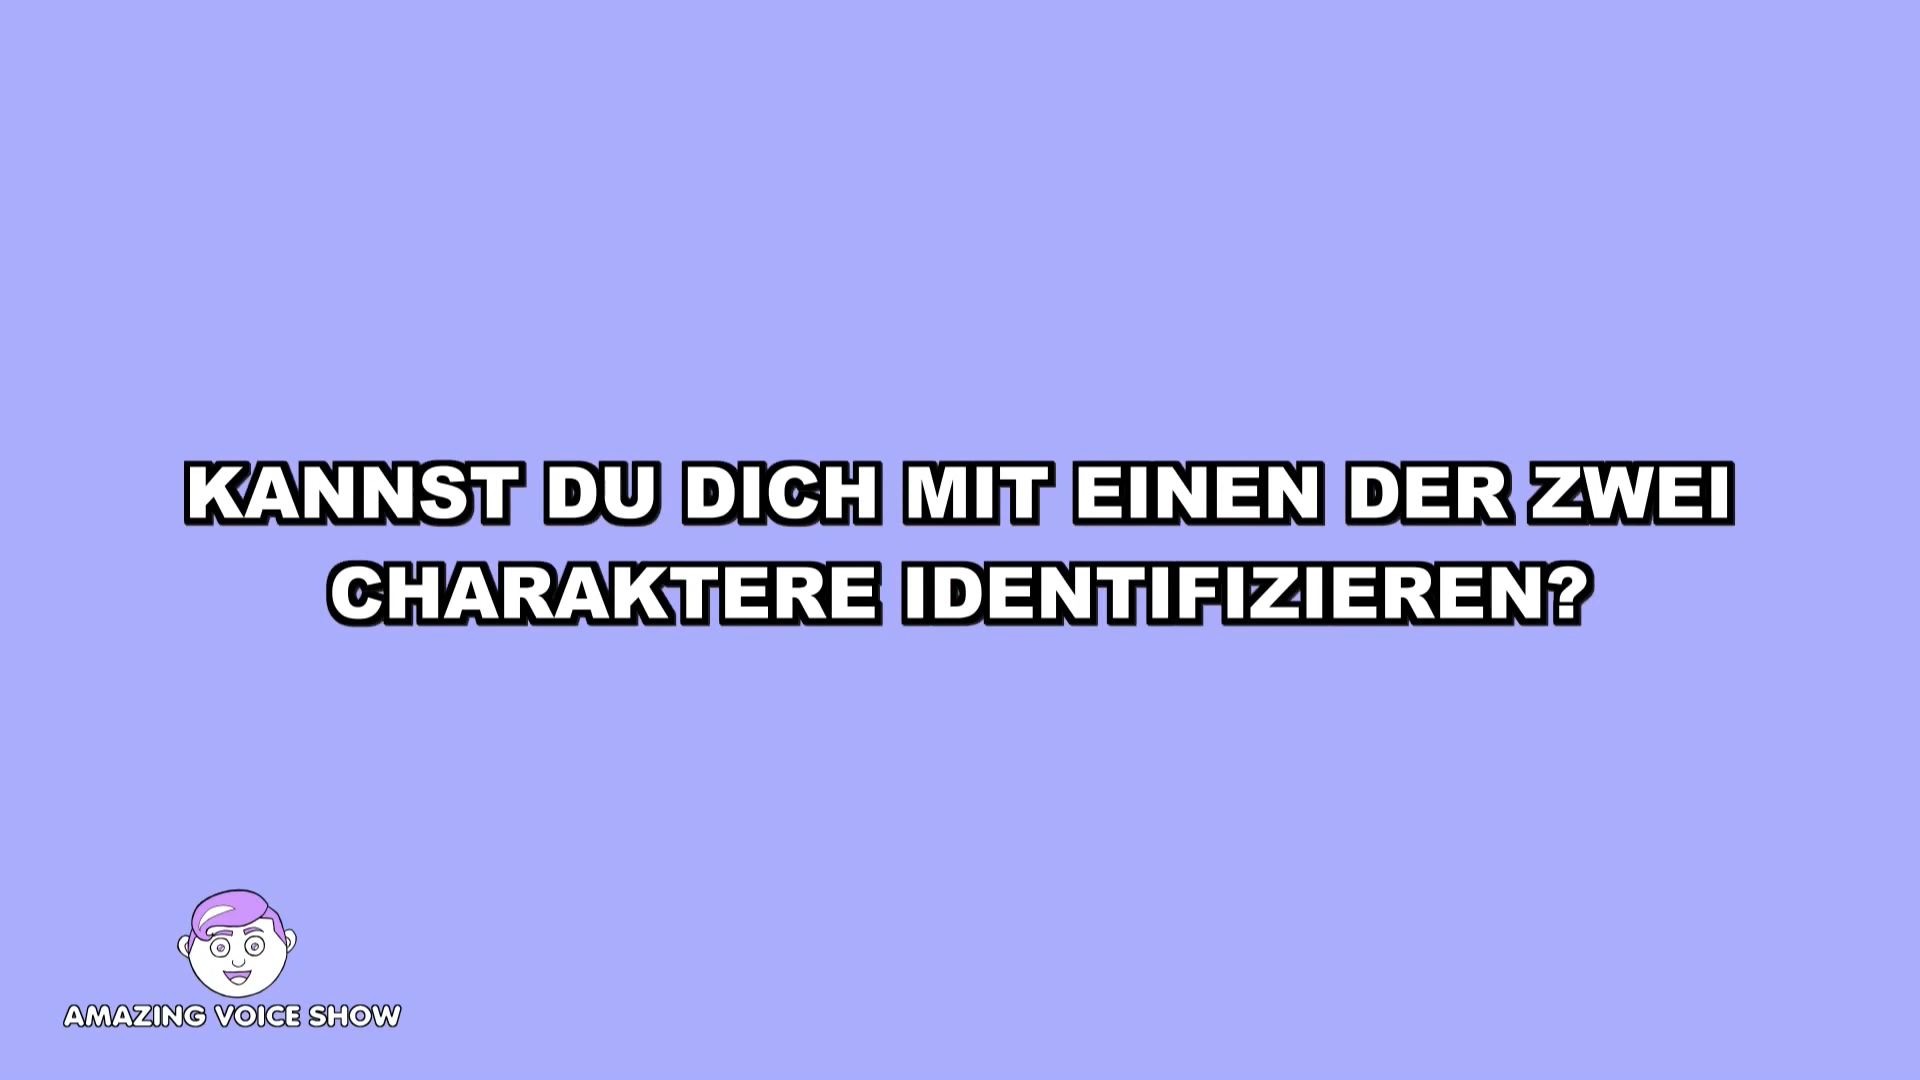 KANNST DU DICH MIT EINEN DER ZWEI
CHARAKTERE IDENTIFIZIEREN?
AMAZING VOICE SHOW